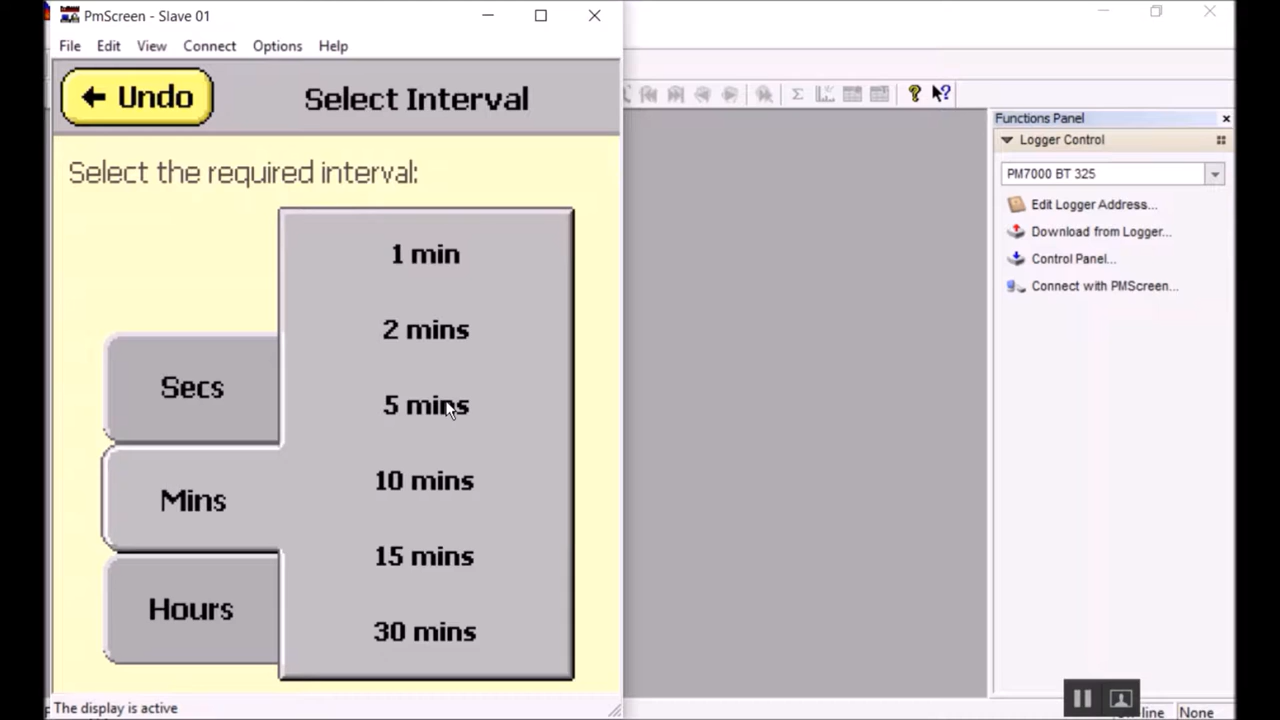 PmScreen - Slave 01
File Edit View Connect Options Help
Undo
Select Interval
Select the required interval:
1 min
2 mins
5 mins
10 mins
15 mins
30 mins
Secs
Mins
Hours
The display is active
Functions Panel
Logger Control
PM7000 BT 325
Edit Logger Address...
Download from Logger...
Control Panel...
Connect with PMScreen...
None